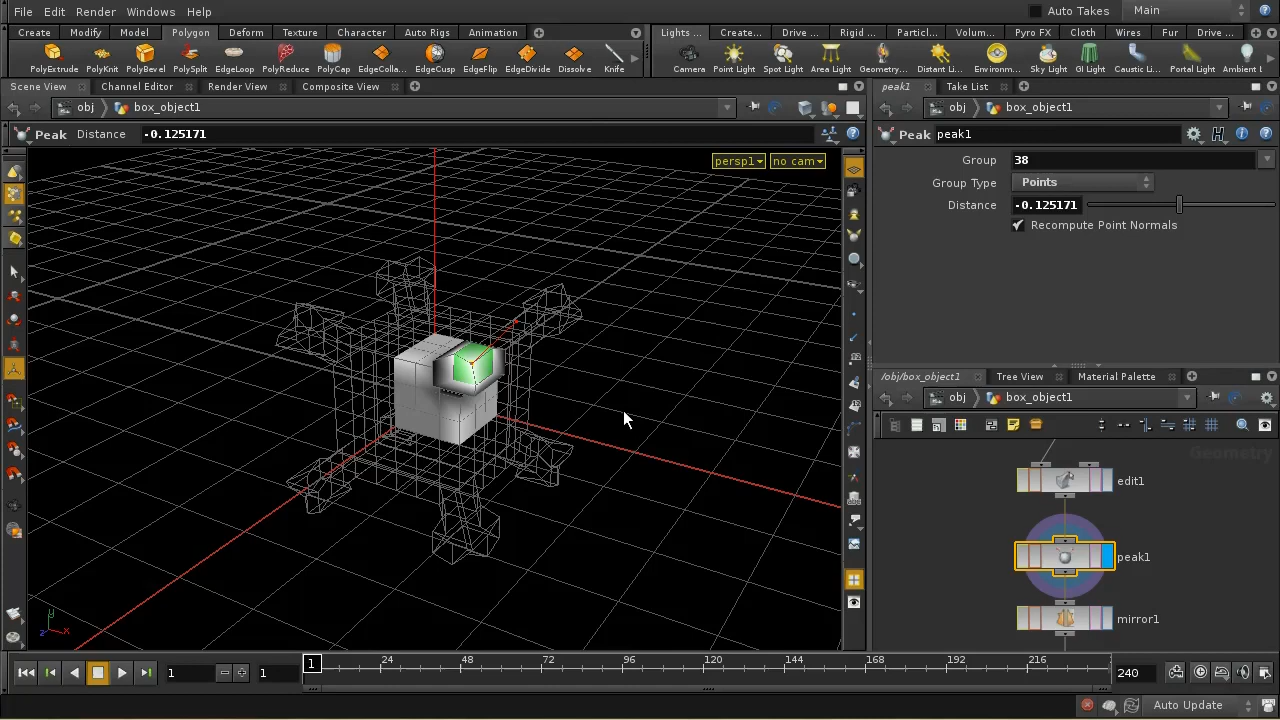 File Edit Render Windows Help
Auto Takes Main
Create Modify Model Polygon Deform Texture Character Auto Rigs Animation
Lights ... Create... Drive ... Rigid ... Particl... Volum... Pyro FX Cloth Wires Fur Drive ...
PolyExtrude PolyKnit PolyBevel PolySplit EdgeLoop PolyReduce PolyCap EdgeColla... EdgeCusp EdgeFlip EdgeDivide Dissolve Knife
Camera Point Light Spot Light Area Light Geometry... Distant Li... Environm... Sky Light GI Light Caustic Li... Portal Light Ambient L
Scene View Channel Editor Render View Composite View
peak1 Take List
obj box_object1
obj box_object1
Peak Distance -0.125171
Peak peak1
persp1 no cam
Group 38
Group Type Points
Distance -0.125171
Recompute Point Normals
/obj/box_object1 Tree View Material Palette
obj box_object1
Geometry
edit1
peak1
mirror1
y
z x
1 - + 1 1 24 48 72 96 120 144 168 192 216 240
Auto Update